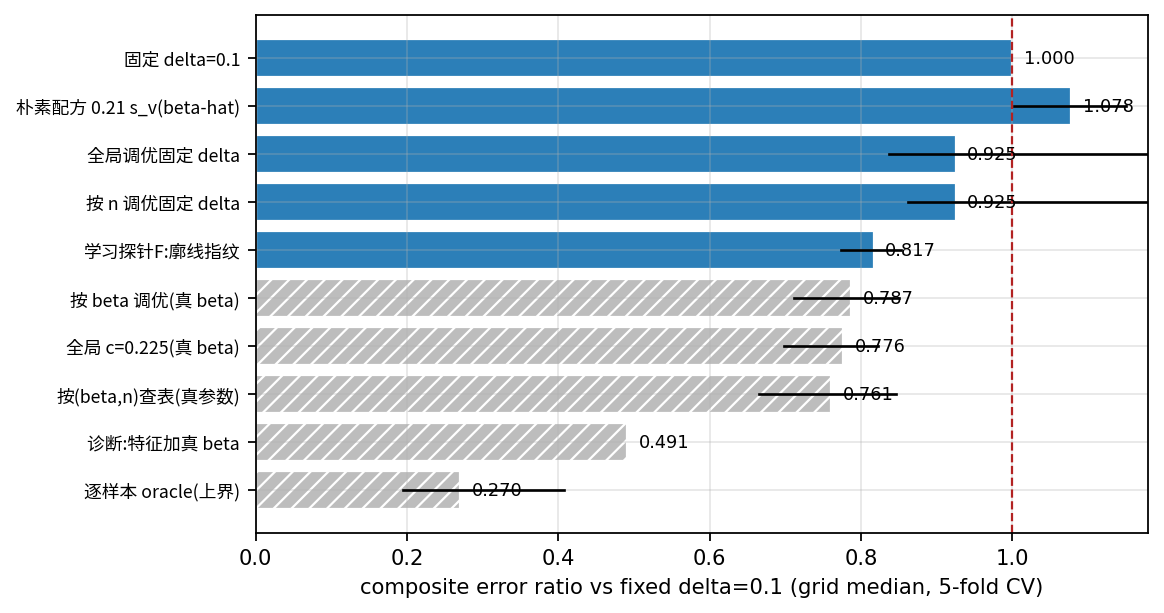 固定 delta=0.1
1.000
朴素配方 0.21 s_v(beta-hat)
1.078
全局调优固定 delta
0.925
按 n 调优固定 delta
0.925
学习探针F:廓线指纹
0.817
按 beta 调优(真 beta)
0.787
全局 c=0.225(真 beta)
0.776
按(beta,n)查表(真参数)
0.761
诊断:特征加真 beta
0.491
逐样本 oracle(上界)
0.270
0.0 0.2 0.4 0.6 0.8 1.0
composite error ratio vs fixed delta=0.1 (grid median, 5-fold CV)